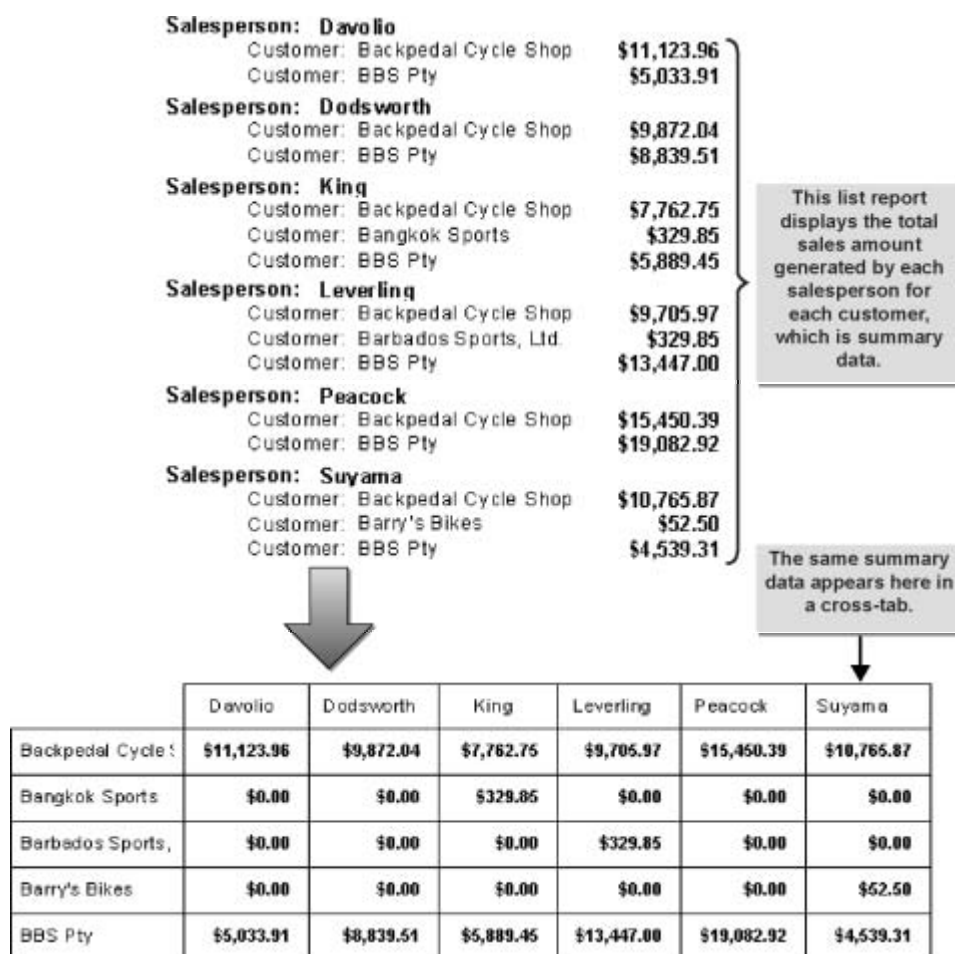 Salesperson: Davolio
Customer: Backpedal Cycle Shop $11,123.96
Customer: BBS Pty $5,033.91
Salesperson: Dodsworth
Customer: Backpedal Cycle Shop $9,872.04
Customer: BBS Pty $8,839.51
Salesperson: King
Customer: Backpedal Cycle Shop $7,762.75
Customer: Bangkok Sports $329.85
Customer: BBS Pty $5,889.45
Salesperson: Leverling
Customer: Backpedal Cycle Shop $9,705.97
Customer: Barbados Sports, Ltd. $329.85
Customer: BBS Pty $13,447.00
Salesperson: Peacock
Customer: Backpedal Cycle Shop $15,450.39
Customer: BBS Pty $19,082.92
Salesperson: Suyama
Customer: Backpedal Cycle Shop $10,765.87
Customer: Barry's Bikes $52.50
Customer: BBS Pty $4,539.31
This list report
displays the total
sales amount
generated by each
salesperson for
each customer,
which is summary
data.
The same summary
data appears here in
a cross-tab.
Davolio Dodsworth King Leverling Peacock Suyama
Backpedal Cycle $11,123.96 $9,872.04 $7,762.75 $9,705.97 $15,450.39 $10,765.87
Bangkok Sports $0.00 $0.00 $329.85 $0.00 $0.00 $0.00
Barbados Sports, $0.00 $0.00 $0.00 $329.85 $0.00 $0.00
Barry's Bikes $0.00 $0.00 $0.00 $0.00 $0.00 $52.50
BBS Pty $5,033.91 $8,839.51 $5,889.45 $13,447.00 $19,082.92 $4,539.31